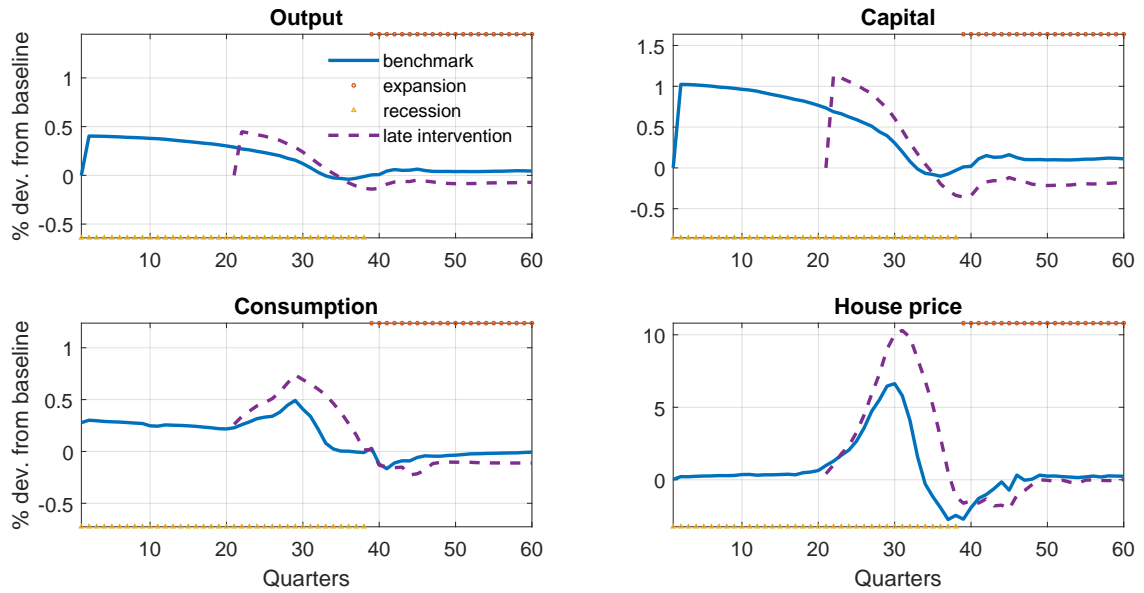 Output
% dev. from baseline
1
0.5
0
-0.5
10 20 30 40 50 60
benchmark
expansion
recession
late intervention
Capital
1.5
1
0.5
0
-0.5
10 20 30 40 50 60
Consumption
% dev. from baseline
1
0.5
0
-0.5
10 20 30 40 50 60
Quarters
House price
10
5
0
10 20 30 40 50 60
Quarters